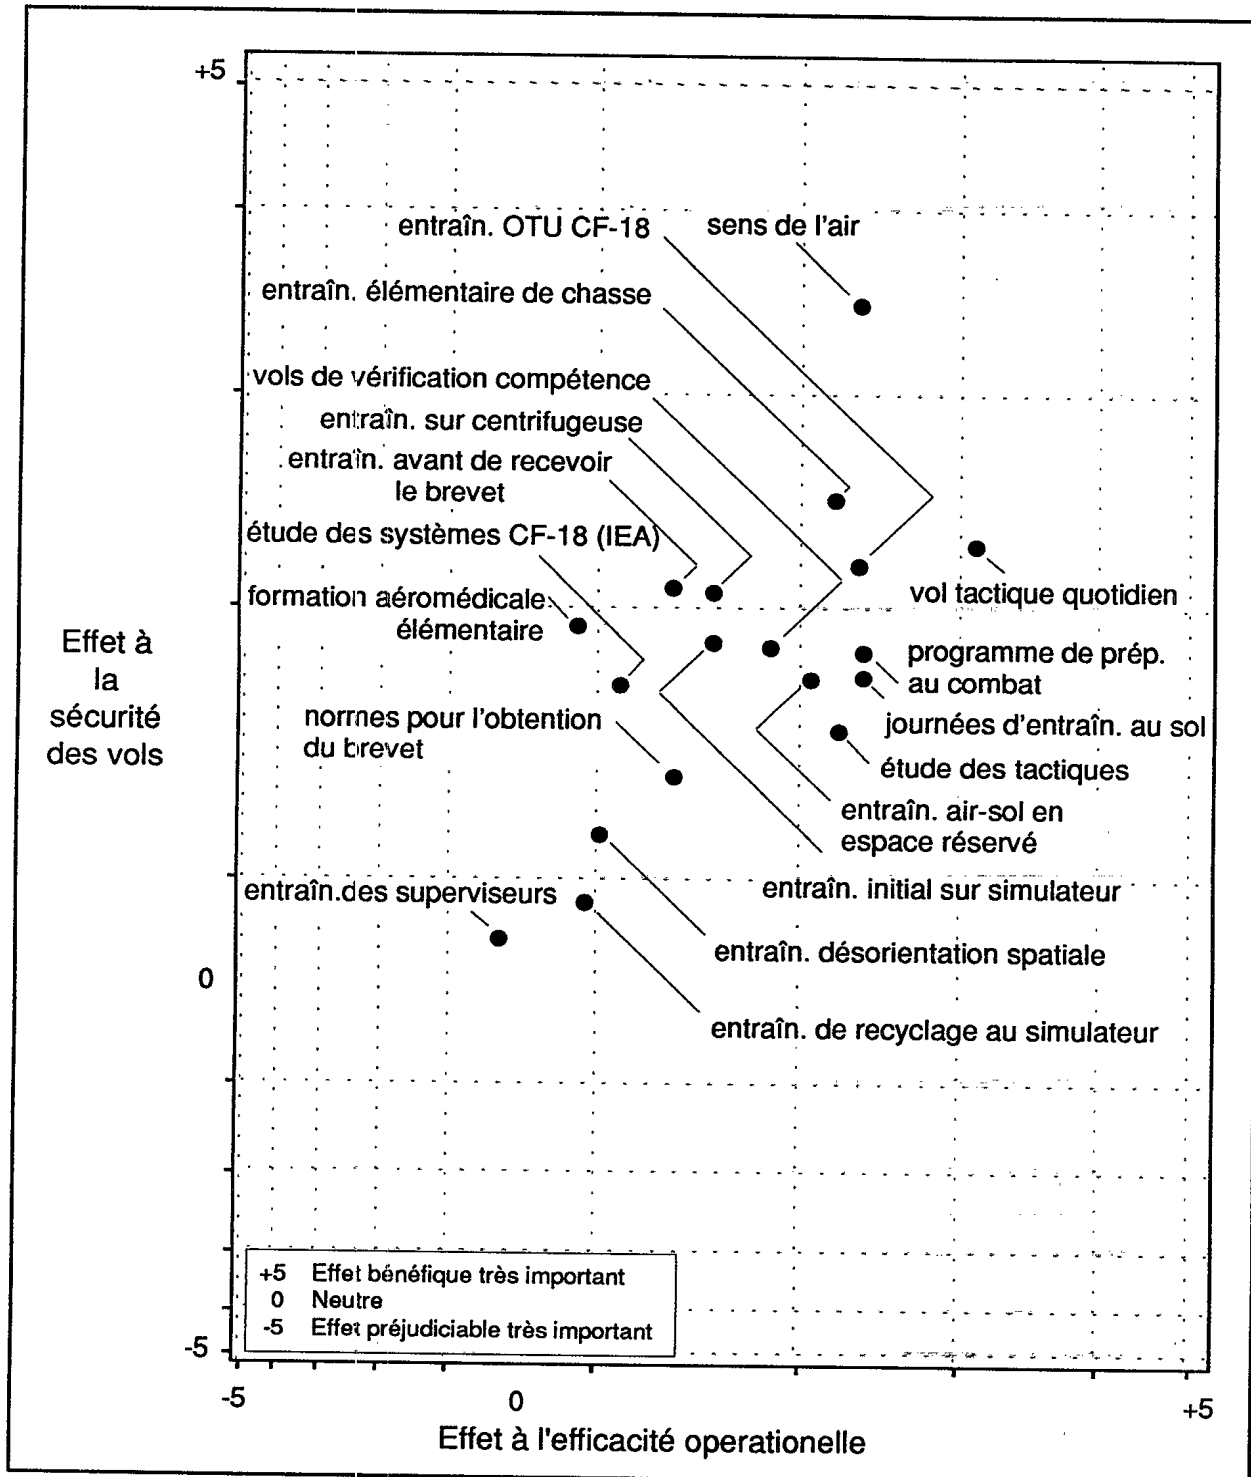 +5
entraîn. OTU CF-18
sens de l'air
entraîn. élémentaire de chasse
vols de vérification compétence
entraîn. sur centrifugeuse
entraîn. avant de recevoir
le brevet
étude des systèmes CF-18 (IEA)
formation aéromédicale
élémentaire
vol tactique quotidien
Effet à
la
sécurité
des vols
programme de prép.
au combat
normes pour l'obtention
du brevet
journées d'entraîn. au sol
étude des tactiques
entraîn. air-sol en
espace réservé
entraîn.des superviseurs
entraîn. initial sur simulateur
entraîn. désorientation spatiale
0
entraîn. de recyclage au simulateur
+5 Effet bénéfique très important
0 Neutre
-5 Effet préjudiciable très important
-5
-5
0
+5
Effet à l'efficacité operationelle